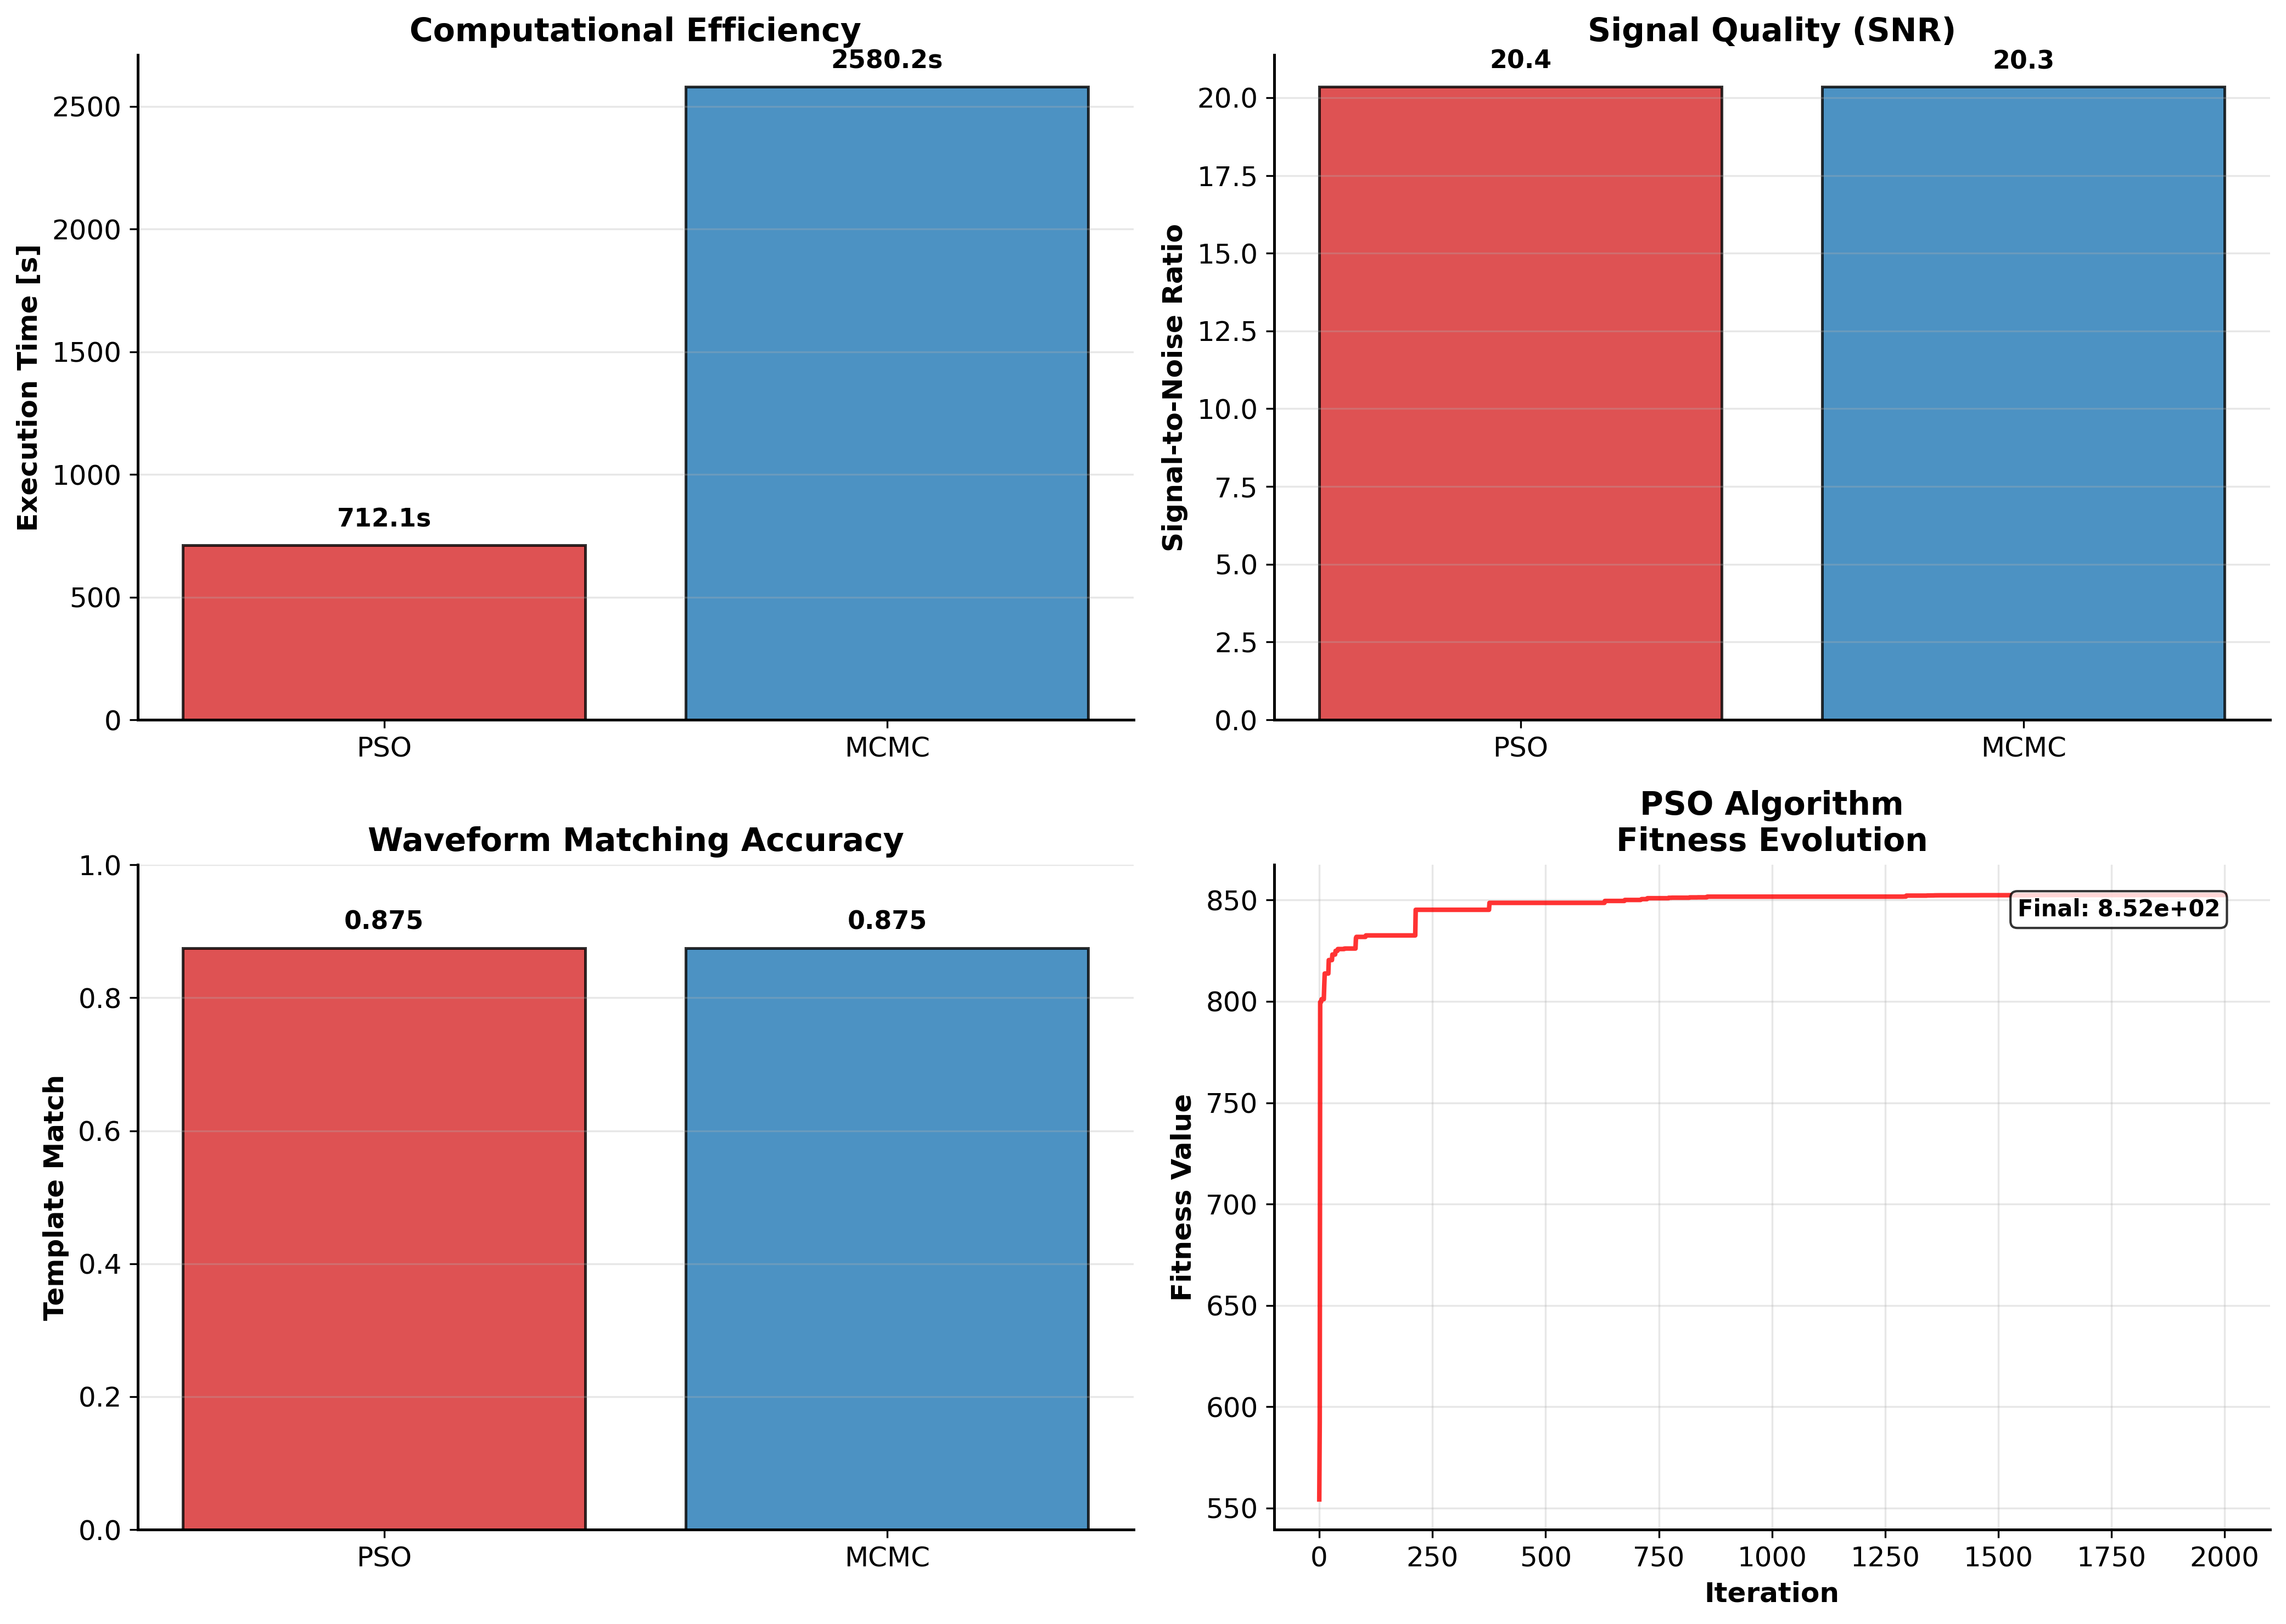 Computational Efficiency
2580.2s
712.1s
Execution Time [s]
2500
2000
1500
1000
500
0
PSO
MCMC
Signal Quality (SNR)
20.4
20.3
Signal-to-Noise Ratio
20.0
17.5
15.0
12.5
10.0
7.5
5.0
2.5
0.0
PSO
MCMC
Waveform Matching Accuracy
0.875
0.875
Template Match
1.0
0.8
0.6
0.4
0.2
0.0
PSO
MCMC
PSO Algorithm
Fitness Evolution
Final: 8.52e+02
Fitness Value
850
800
750
700
650
600
550
0
250
500
750
1000
1250
1500
1750
2000
Iteration